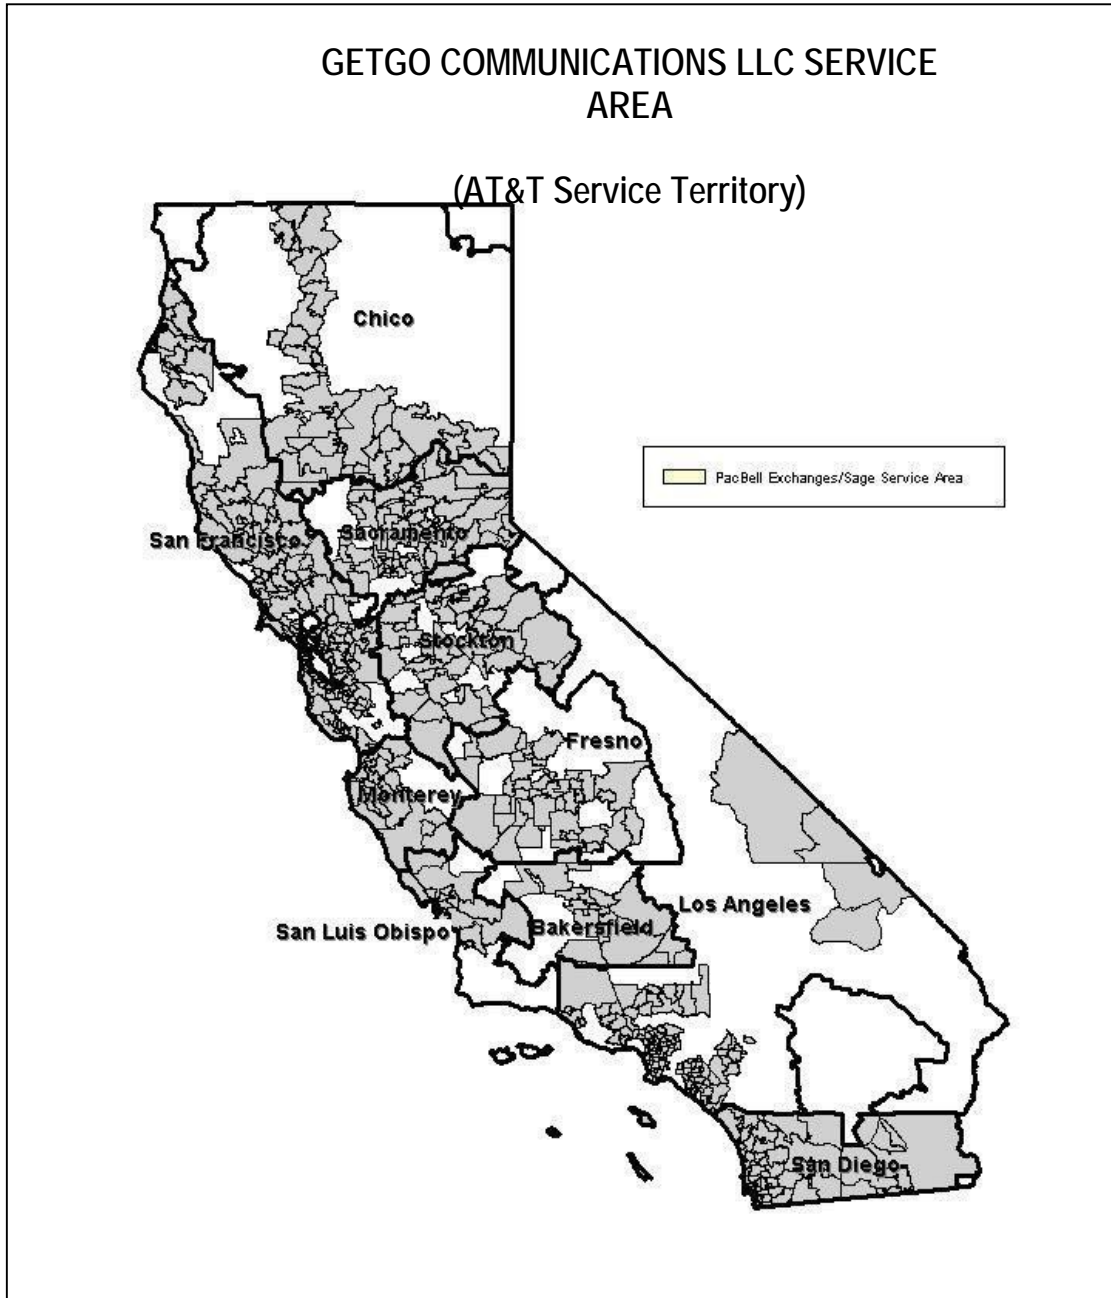 GETGO COMMUNICATIONS LLC SERVICE
AREA
(AT&T Service Territory)
Chico
PacBell Exchanges/Sage Service Area
San Francisco
Sacramento
Stockton
Fresno
Monterey
Los Angeles
San Luis Obispo
Bakersfield
San Diego